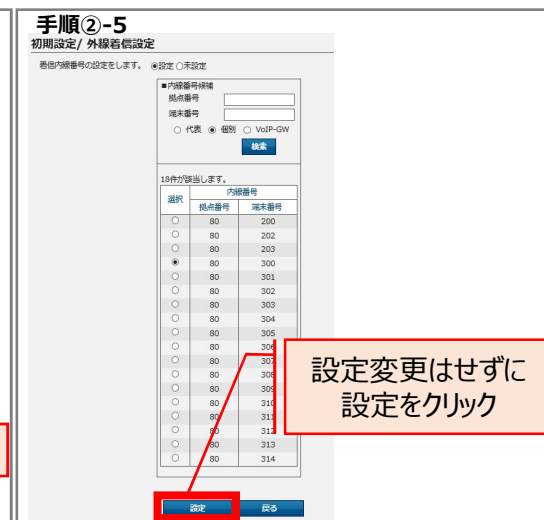 手順②-5
初期設定/ 外線着信設定
着信内線番号の設定をします。 ◉設定 ○未設定
■内線番号候補
拠点番号
端末番号
○ 代表 ◉ 個別 ○ VoIP-GW
検索
18件が該当します。
選択 内線番号
拠点番号 端末番号
○ 80 200
○ 80 202
○ 80 203
◉ 80 300
○ 80 301
○ 80 302
○ 80 303
○ 80 304
○ 80 305
○ 80 306
○ 80 307
○ 80 308
○ 80 309
○ 80 310
○ 80 311
○ 80 312
○ 80 313
○ 80 314
設定変更はせずに
設定をクリック
設定 戻る